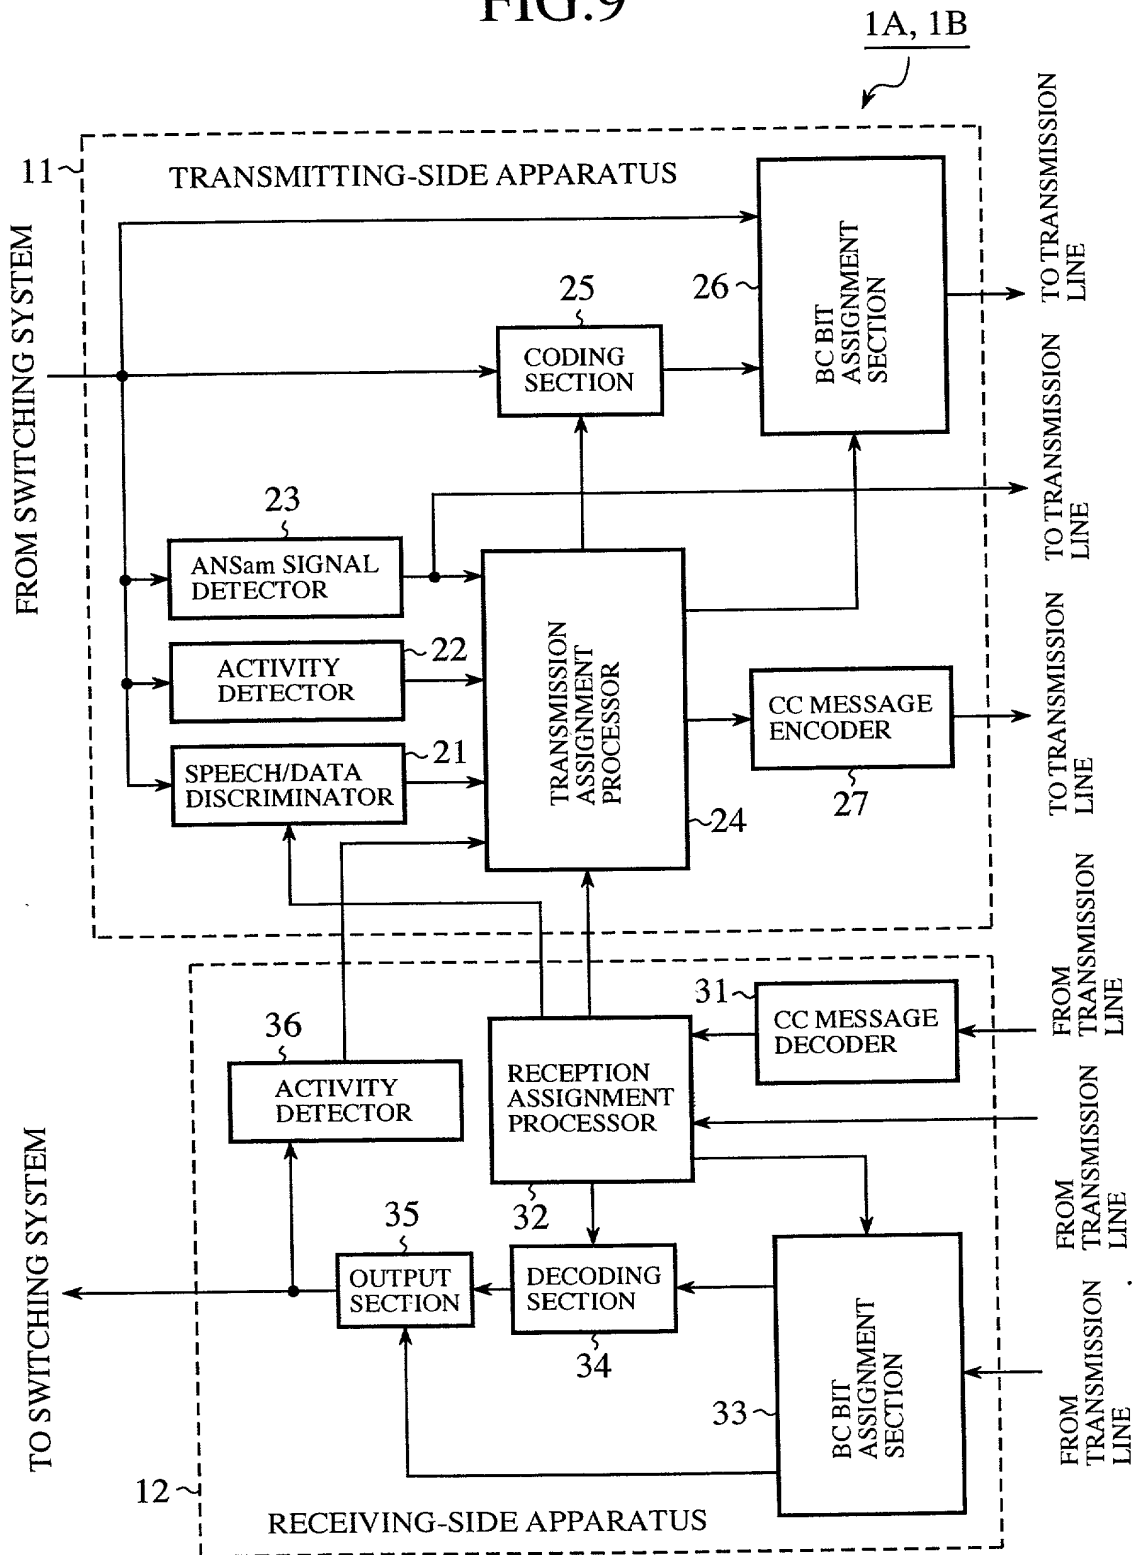 FIG.9
1A, 1B
11
TRANSMITTING-SIDE APPARATUS
FROM SWITCHING SYSTEM
26
BC BIT
ASSIGNMENT
SECTION
TO TRANSMISSION
LINE
25
CODING
SECTION
TO TRANSMISSION
LINE
23
ANSam SIGNAL
DETECTOR
22
ACTIVITY
DETECTOR
21
SPEECH/DATA
DISCRIMINATOR
TRANSMISSION
ASSIGNMENT
PROCESSOR
24
CC MESSAGE
ENCODER
27
TO TRANSMISSION
LINE
31
CC MESSAGE
DECODER
FROM
TRANSMISSION
LINE
36
ACTIVITY
DETECTOR
RECEPTION
ASSIGNMENT
PROCESSOR
32
FROM
TRANSMISSION
LINE
TO SWITCHING SYSTEM
35
OUTPUT
SECTION
DECODING
SECTION
34
33
BC BIT
ASSIGNMENT
SECTION
FROM
TRANSMISSION
LINE
12
RECEIVING-SIDE APPARATUS